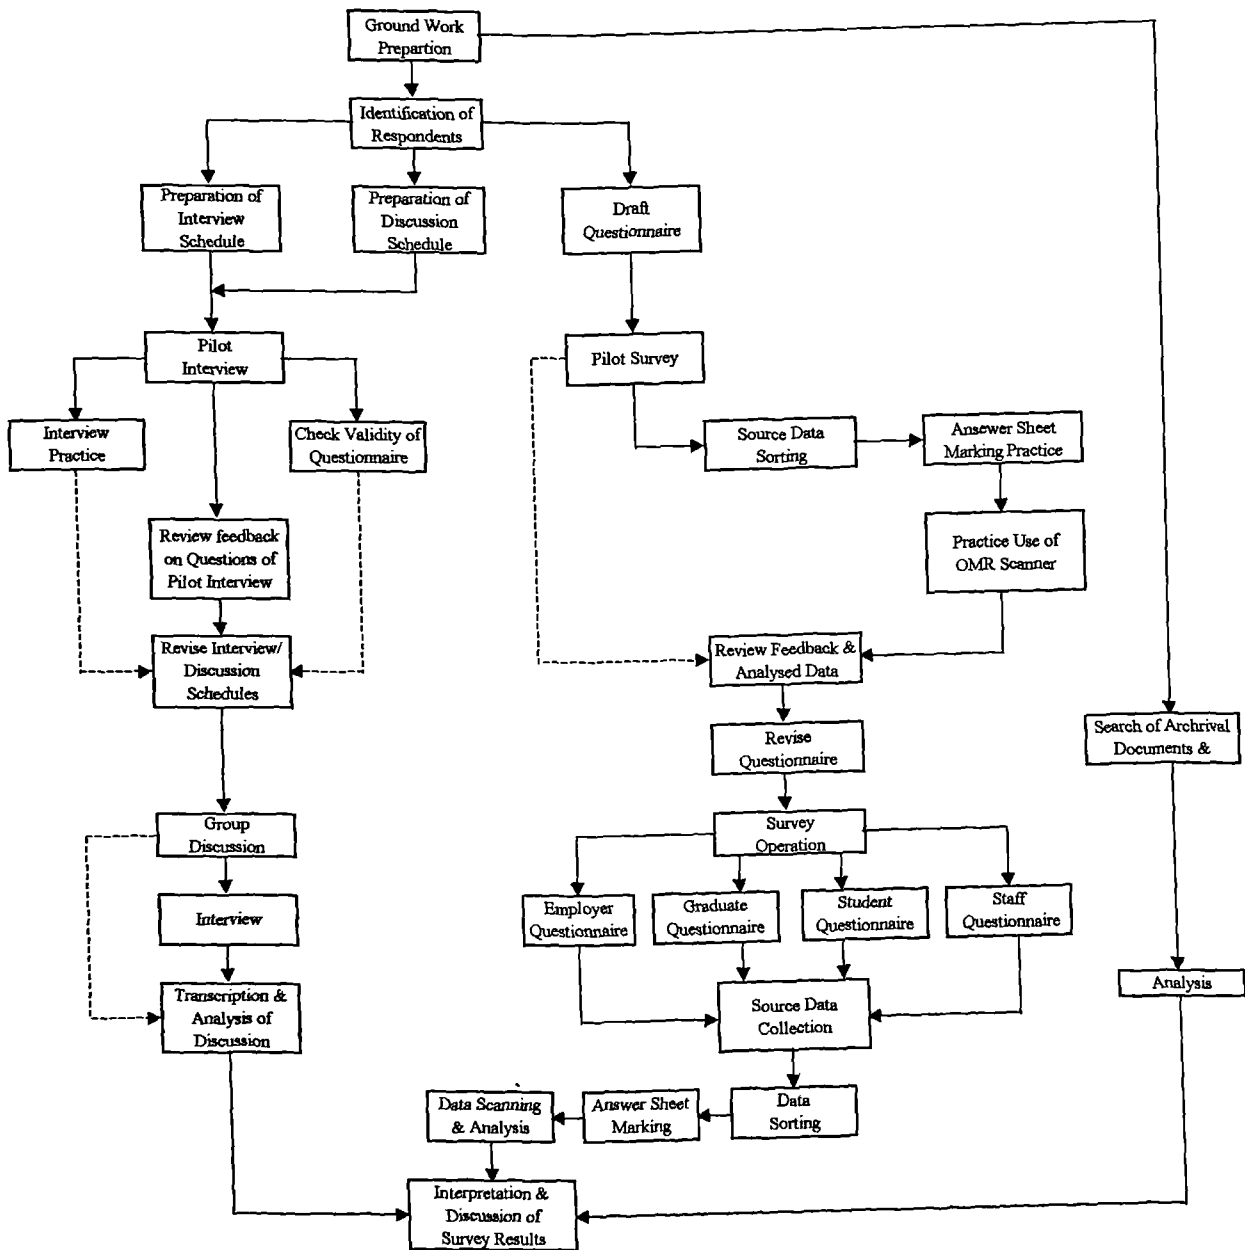 Ground Work
Prepartion
Identification of
Respondents
Preparation of
Interview
Schedule
Preparation of
Discussion
Schedule
Draft
Questionnaire
Pilot
Interview
Pilot Survey
Interview
Practice
Check Validity of
Questionnaire
Source Data
Sorting
Ansewer Sheet
Marking Practice
Review feedback
on Questions of
Pilot Interview
Practice Use of
OMR Scanner
Revise Interview/
Discussion
Schedules
Review Feedback &
Analysed Data
Revise
Questionnaire
Search of Archrival
Documents &
Group
Discussion
Survey
Operation
Interview
Employer
Questionnaire
Graduate
Questionnaire
Student
Questionnaire
Staff
Questionnaire
Transcription &
Analysis of
Discussion
Source Data
Collection
Analysis
Data Scanning
& Analysis
Answer Sheet
Marking
Data
Sorting
Interpretation &
Discussion of
Survey Results